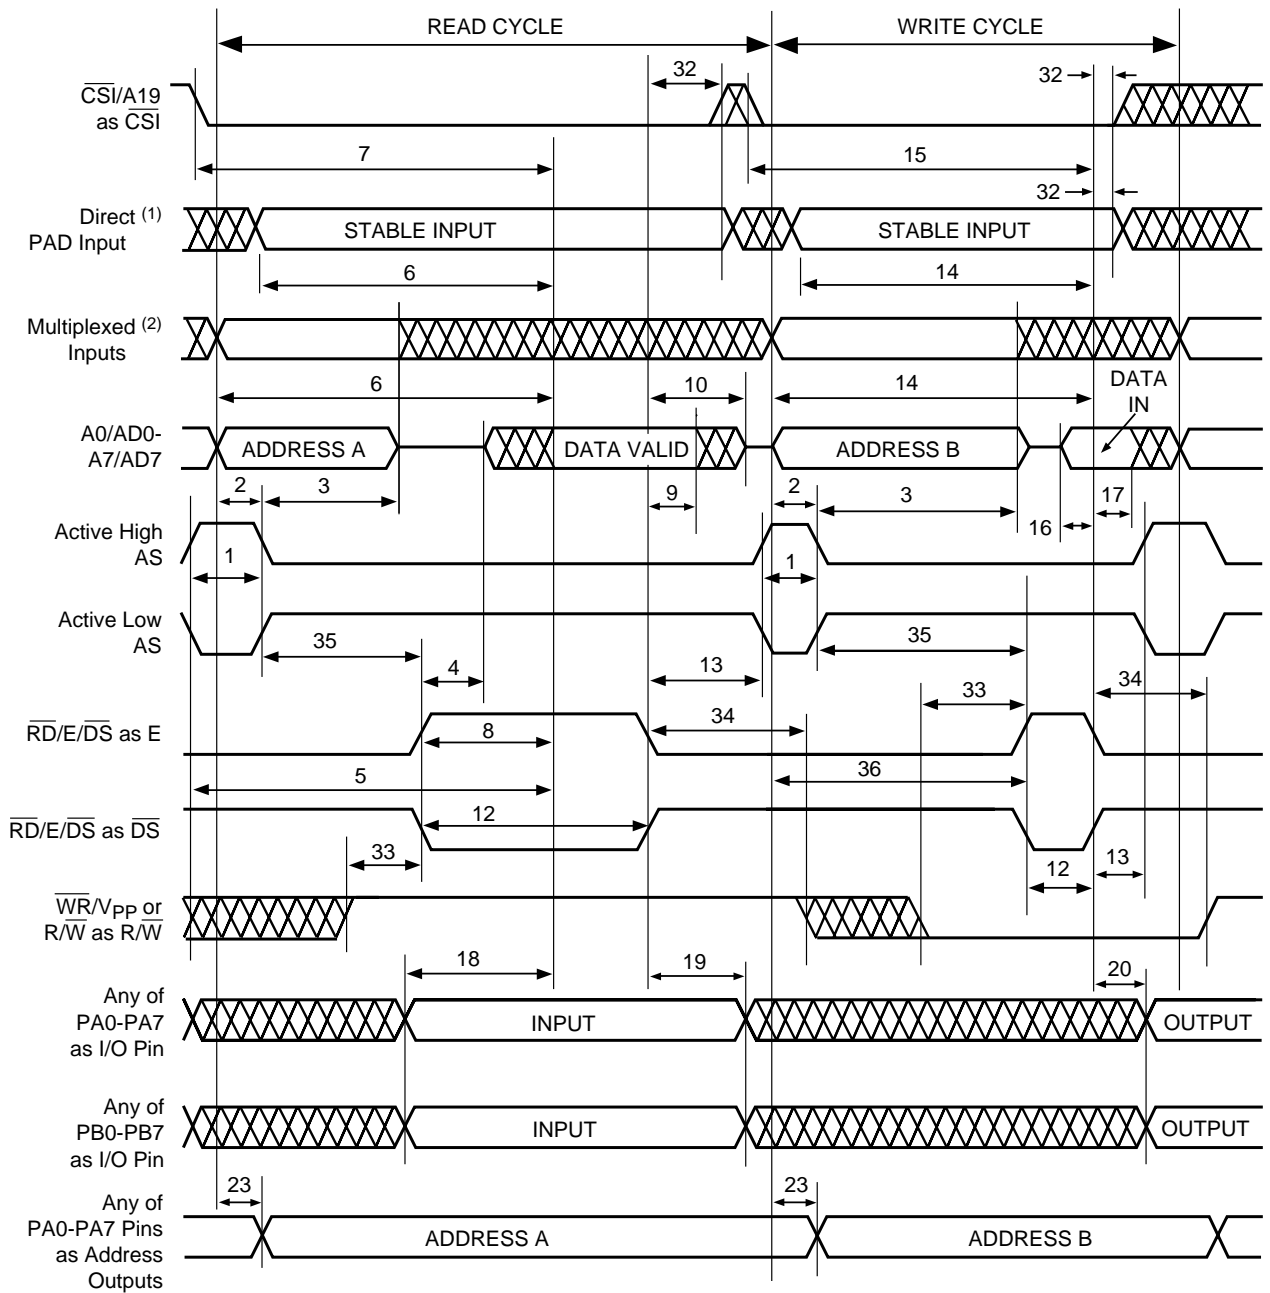 READ CYCLE
WRITE CYCLE
32
32
CSI/A19
as CSI
7
15
32
Direct (1)
PAD Input
STABLE INPUT
STABLE INPUT
6
14
Multiplexed (2)
Inputs
6
10
14
DATA
IN
A0/AD0-
A7/AD7
ADDRESS A
DATA VALID
ADDRESS B
2
3
9
2
3
17
16
Active High
AS
1
1
Active Low
AS
35
4
13
35
33
34
34
RD/E/DS as E
8
5
36
RD/E/DS as DS
12
33
12
13
WR/VPP or
R/W as R/W
18
19
20
Any of
PA0-PA7
as I/O Pin
INPUT
OUTPUT
Any of
PB0-PB7
as I/O Pin
INPUT
OUTPUT
23
23
Any of
PA0-PA7 Pins
as Address
Outputs
ADDRESS A
ADDRESS B